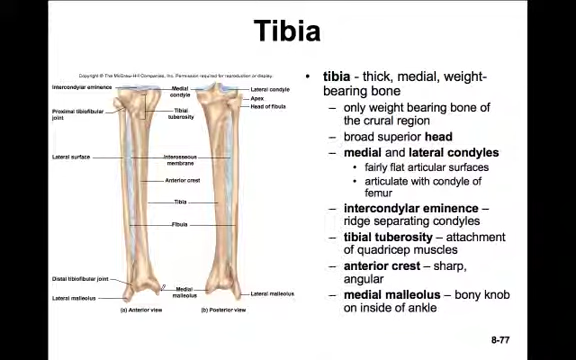 Tibia
Copyright © The McGraw-Hill Companies, Inc. Permission required for reproduction or display.
Intercondylar eminence
Medial
condyle
Lateral condyle
Apex
Head of fibula
Proximal tibiofibular
joint
Tibial
tuberosity
Lateral surface
Interosseous
membrane
Anterior crest
Tibia
Fibula
Distal tibiofibular joint
Medial
malleolus
Lateral malleolus
Lateral malleolus
(a) Anterior view
(b) Posterior view
• tibia - thick, medial, weight-
bearing bone
– only weight bearing bone of
the crural region
– broad superior head
– medial and lateral condyles
• fairly flat articular surfaces
• articulate with condyle of
femur
– intercondylar eminence –
ridge separating condyles
– tibial tuberosity – attachment
of quadricep muscles
– anterior crest – sharp,
angular
– medial malleolus – bony knob
on inside of ankle
8-77